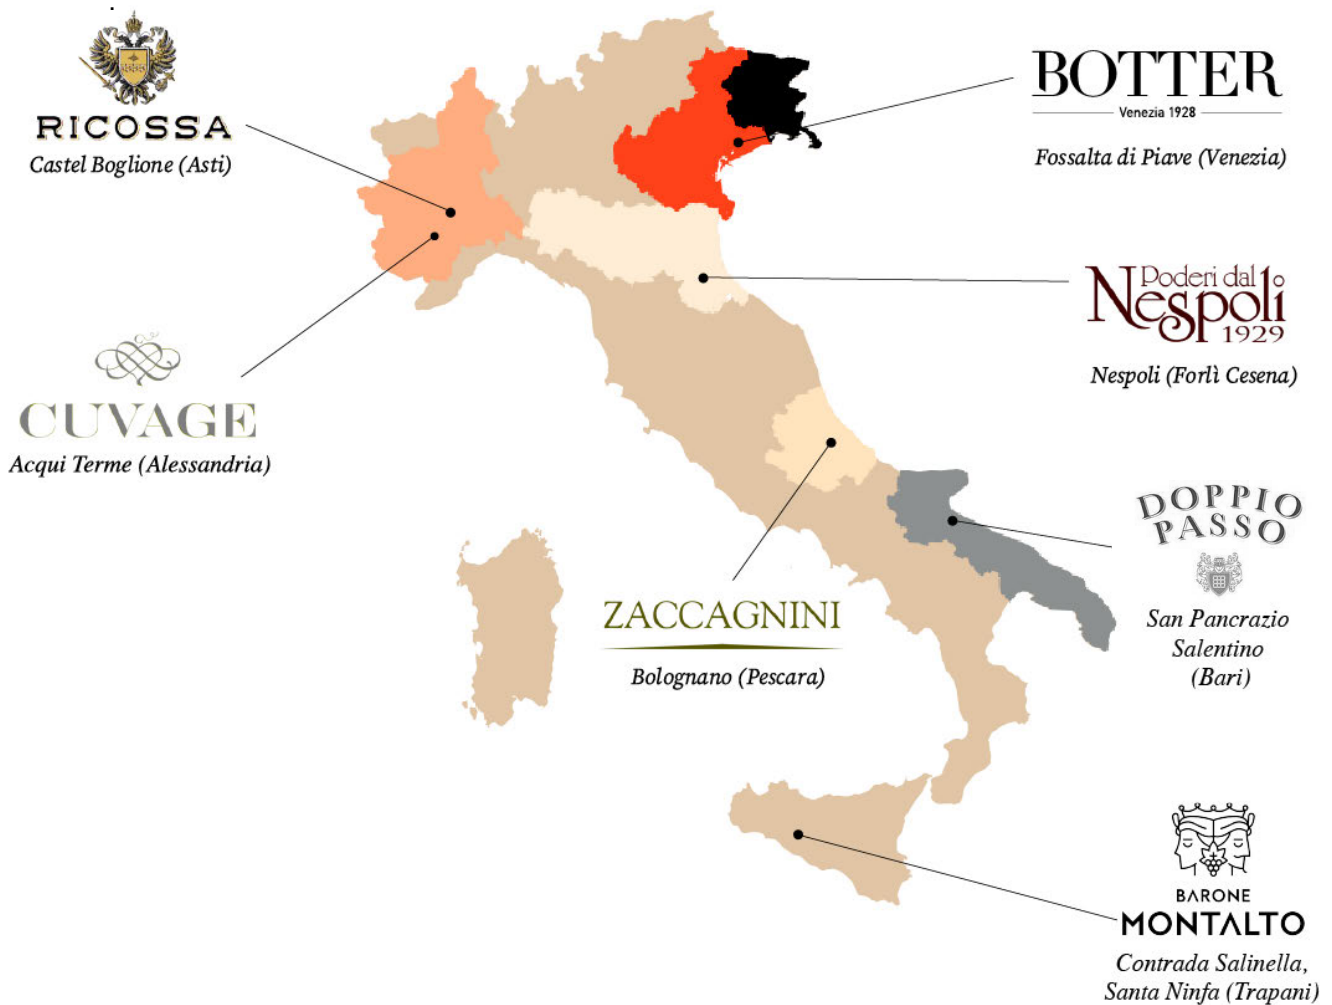 RICOSSA
Castel Boglione (Asti)
BOTTER
Venezia 1928
Fossalta di Piave (Venezia)
Poderi dal
Nespoli
1929
Nespoli (Forlì Cesena)
CUVAGE
Acqui Terme (Alessandria)
DOPPIO
PASSO
San Pancrazio
Salentino
(Bari)
ZACCAGNINI
Bolognano (Pescara)
BARONE
MONTALTO
Contrada Salinella,
Santa Ninfa (Trapani)